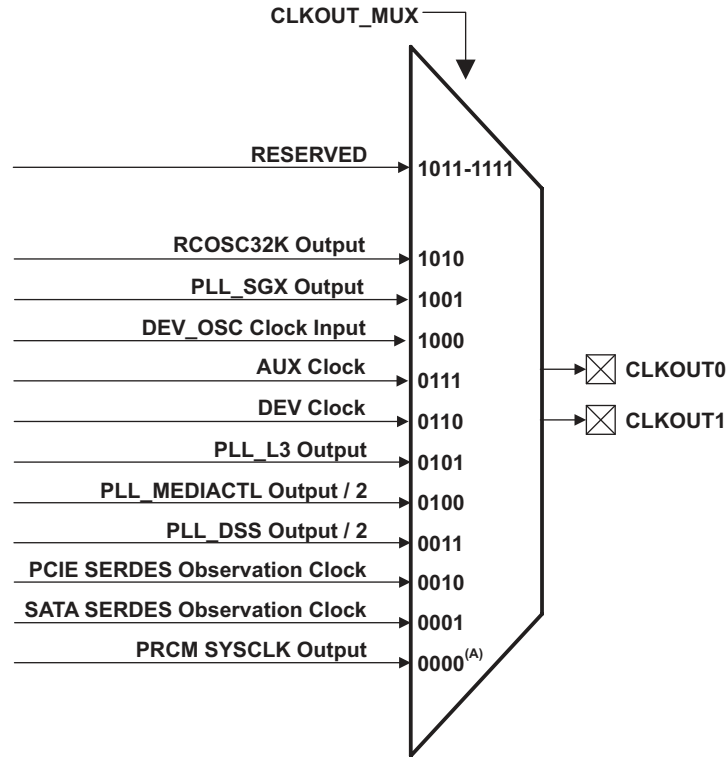 CLKOUT_MUX
RESERVED
1011-1111
RCOSC32K Output
1010
PLL_SGX Output
1001
DEV_OSC Clock Input
1000
AUX Clock
0111
CLKOUT0
DEV Clock
0110
CLKOUT1
PLL_L3 Output
0101
PLL_MEDIACTL Output / 2
0100
PLL_DSS Output / 2
0011
PCIE SERDES Observation Clock
0010
SATA SERDES Observation Clock
0001
PRCM SYSCLK Output
0000(A)